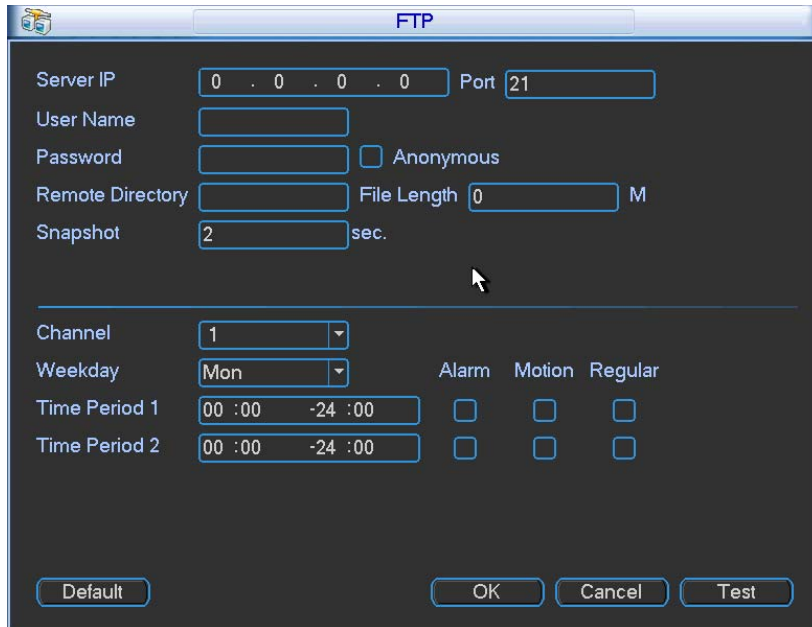 FTP
Server IP 0 . 0 . 0 . 0 Port 21
User Name
Password Anonymous
Remote Directory File Length 0 M
Snapshot 2 sec.
Channel 1
Weekday Mon Alarm Motion Regular
Time Period 1 00 :00 -24 :00
Time Period 2 00 :00 -24 :00
Default OK Cancel Test